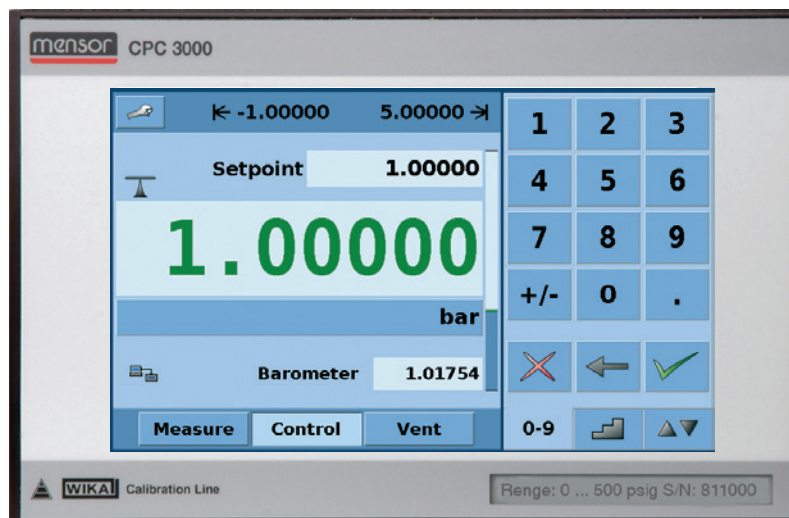 mensor CPC 3000
-1.00000 5.00000
Setpoint 1.00000
1.00000
bar
Barometer 1.01754
Measure Control Vent
1 2 3
4 5 6
7 8 9
+/- 0 .
0-9
WIKAI Calibration Line
Renge: 0 ... 500 psig S/N: 811000